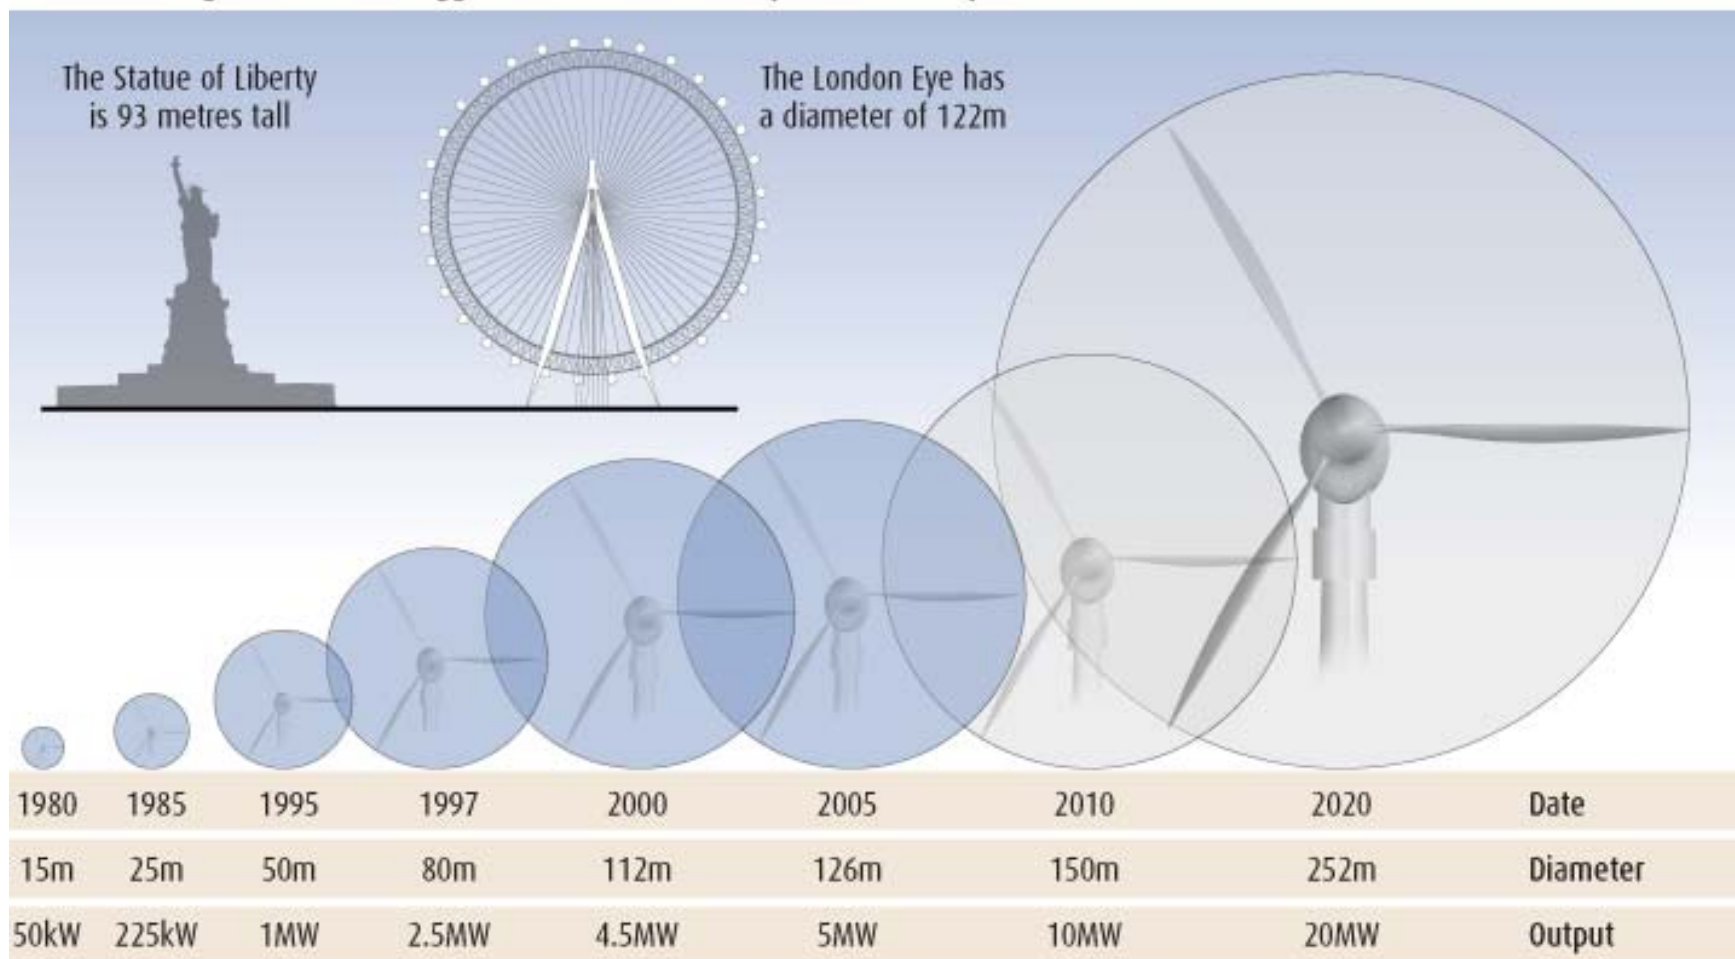 The Statue of Liberty
is 93 metres tall
The London Eye has
a diameter of 122m
1980 1985 1995 1997 2000 2005 2010 2020 Date
15m 25m 50m 80m 112m 126m 150m 252m Diameter
50kW 225kW 1MW 2.5MW 4.5MW 5MW 10MW 20MW Output